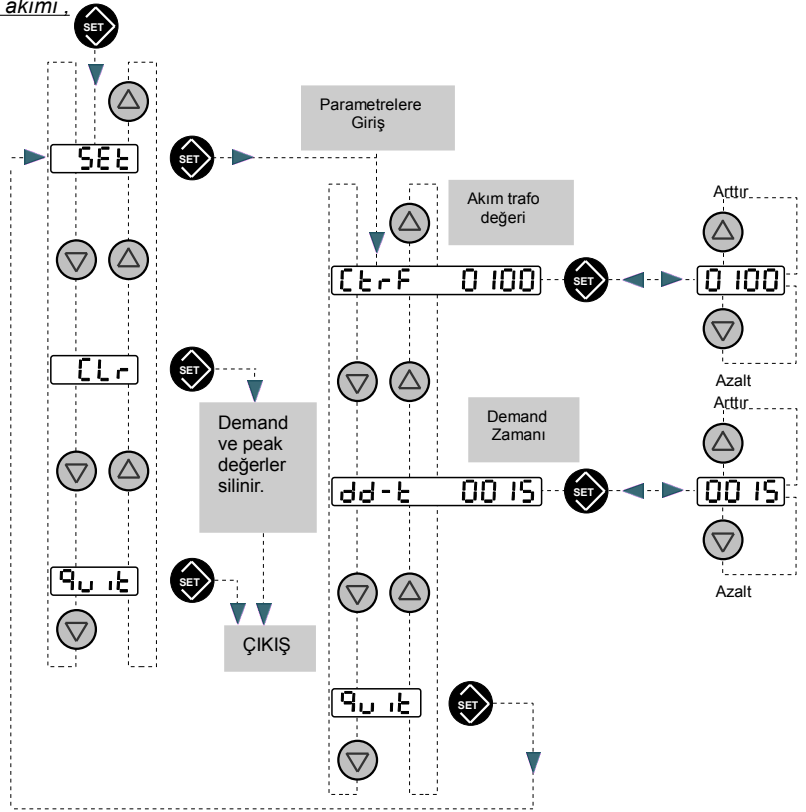 akımı ,
SET
Parametrelere
Giriş
SEt
SET
Akım trafo
değeri
Arttır
CtrF 0100
SET
0100
Azalt
CLr
SET
Demand
ve peak
değerler
silinir.
Demand
Zamanı
Arttır
dd-t 0015
SET
0015
Azalt
quit
SET
ÇIKIŞ
quit
SET